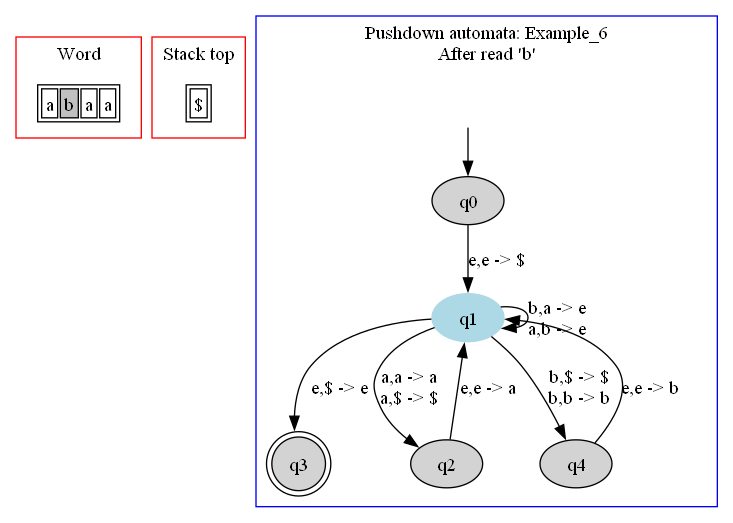 Word
a b a a
Stack top
$
Pushdown automata: Example_6
After read 'b'
q0
e,e -> $
q1
b,a -> e
a,b -> e
e,$ -> e
a,a -> a
a,$ -> $
e,e -> a
b,$ -> $
b,b -> b
e,e -> b
q3
q2
q4